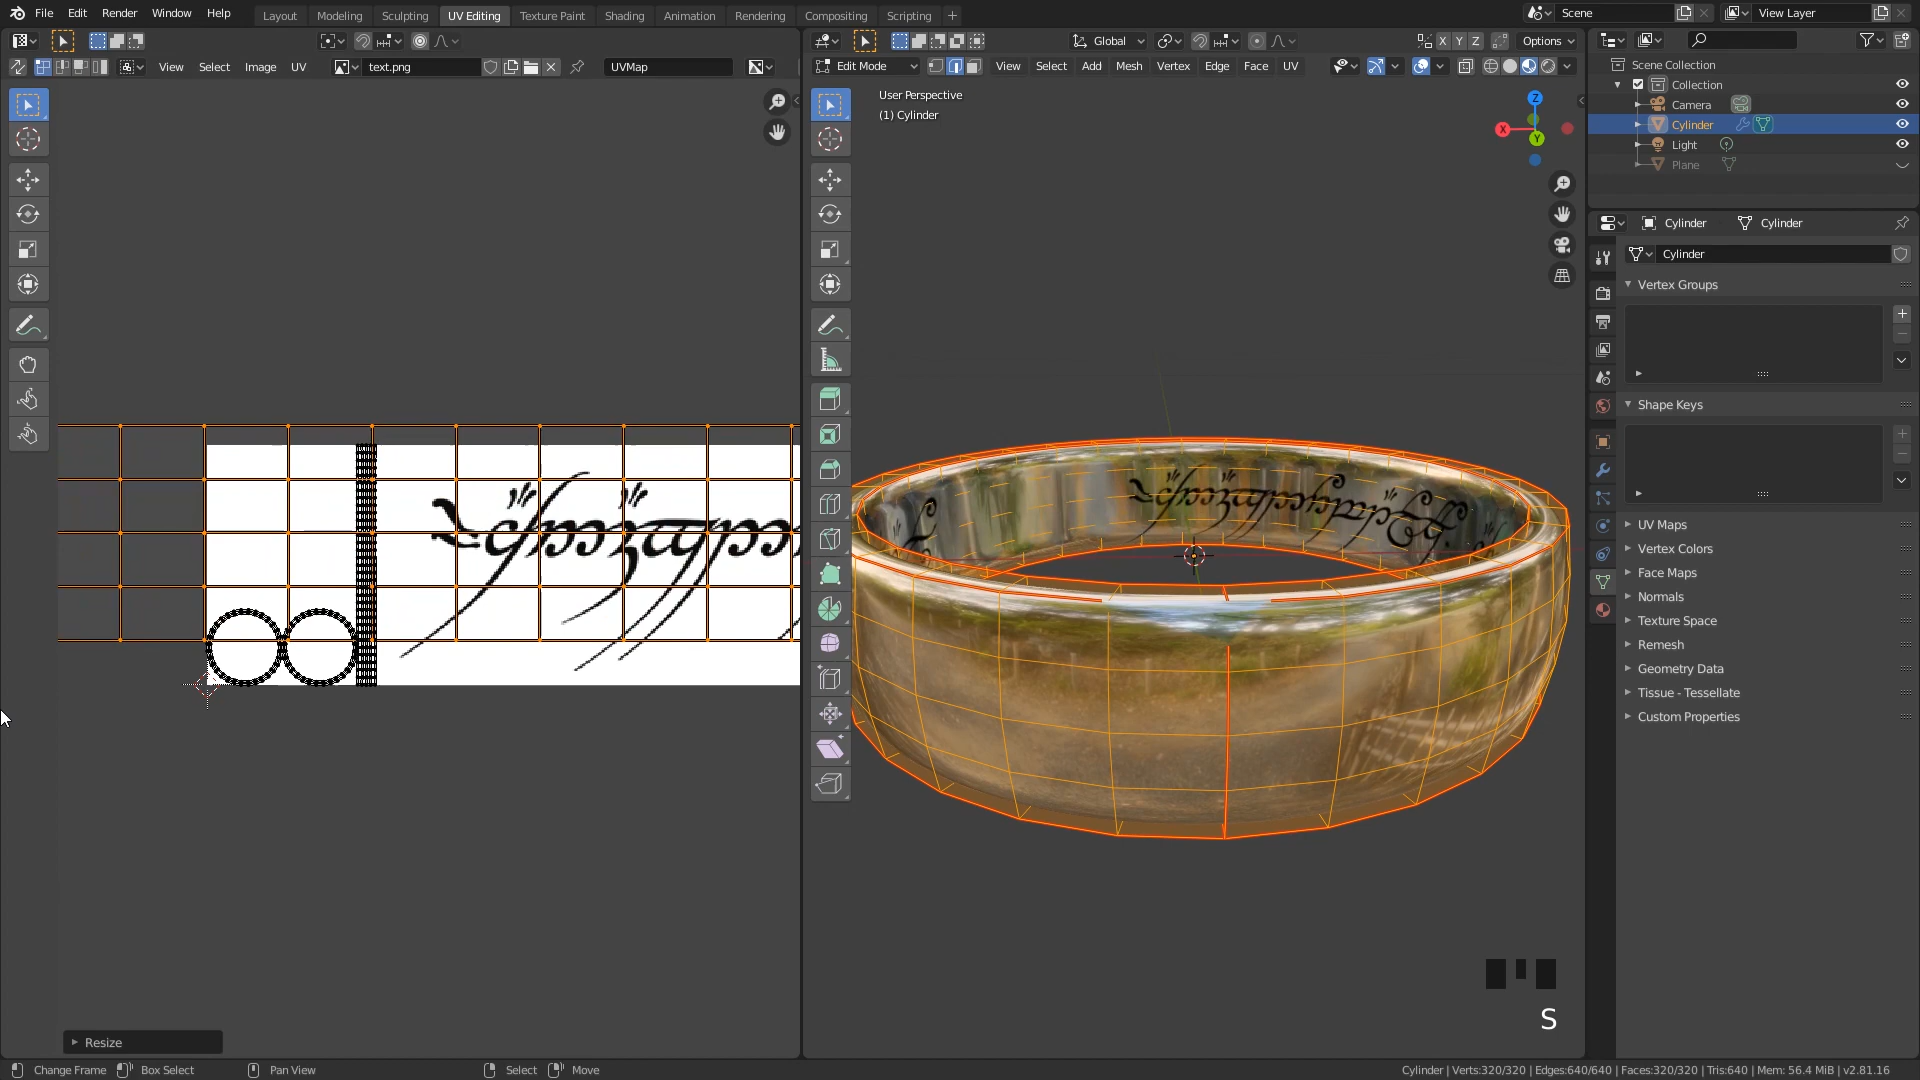 File Edit Render Window Help
Layout Modeling Sculpting UV Editing Texture Paint Shading Animation Rendering Compositing Scripting +
Scene
View Layer
Global
X Y Z
Options
View Select Image UV
text.png
UVMap
Edit Mode
View Select Add Mesh Vertex Edge Face UV
User Perspective
(1) Cylinder
Z
X
Y
Scene Collection
Collection
Camera
Cylinder
Light
Plane
Cylinder
Cylinder
Cylinder
Vertex Groups
Shape Keys
UV Maps
Vertex Colors
Face Maps
Normals
Texture Space
Remesh
Geometry Data
Tissue - Tessellate
Custom Properties
S
Resize
Change Frame Box Select Pan View Select Move
Cylinder | Verts:320/320 | Edges:640/640 | Faces:320/320 | Tris:640 | Mem: 56.4 MiB | v2.81.16